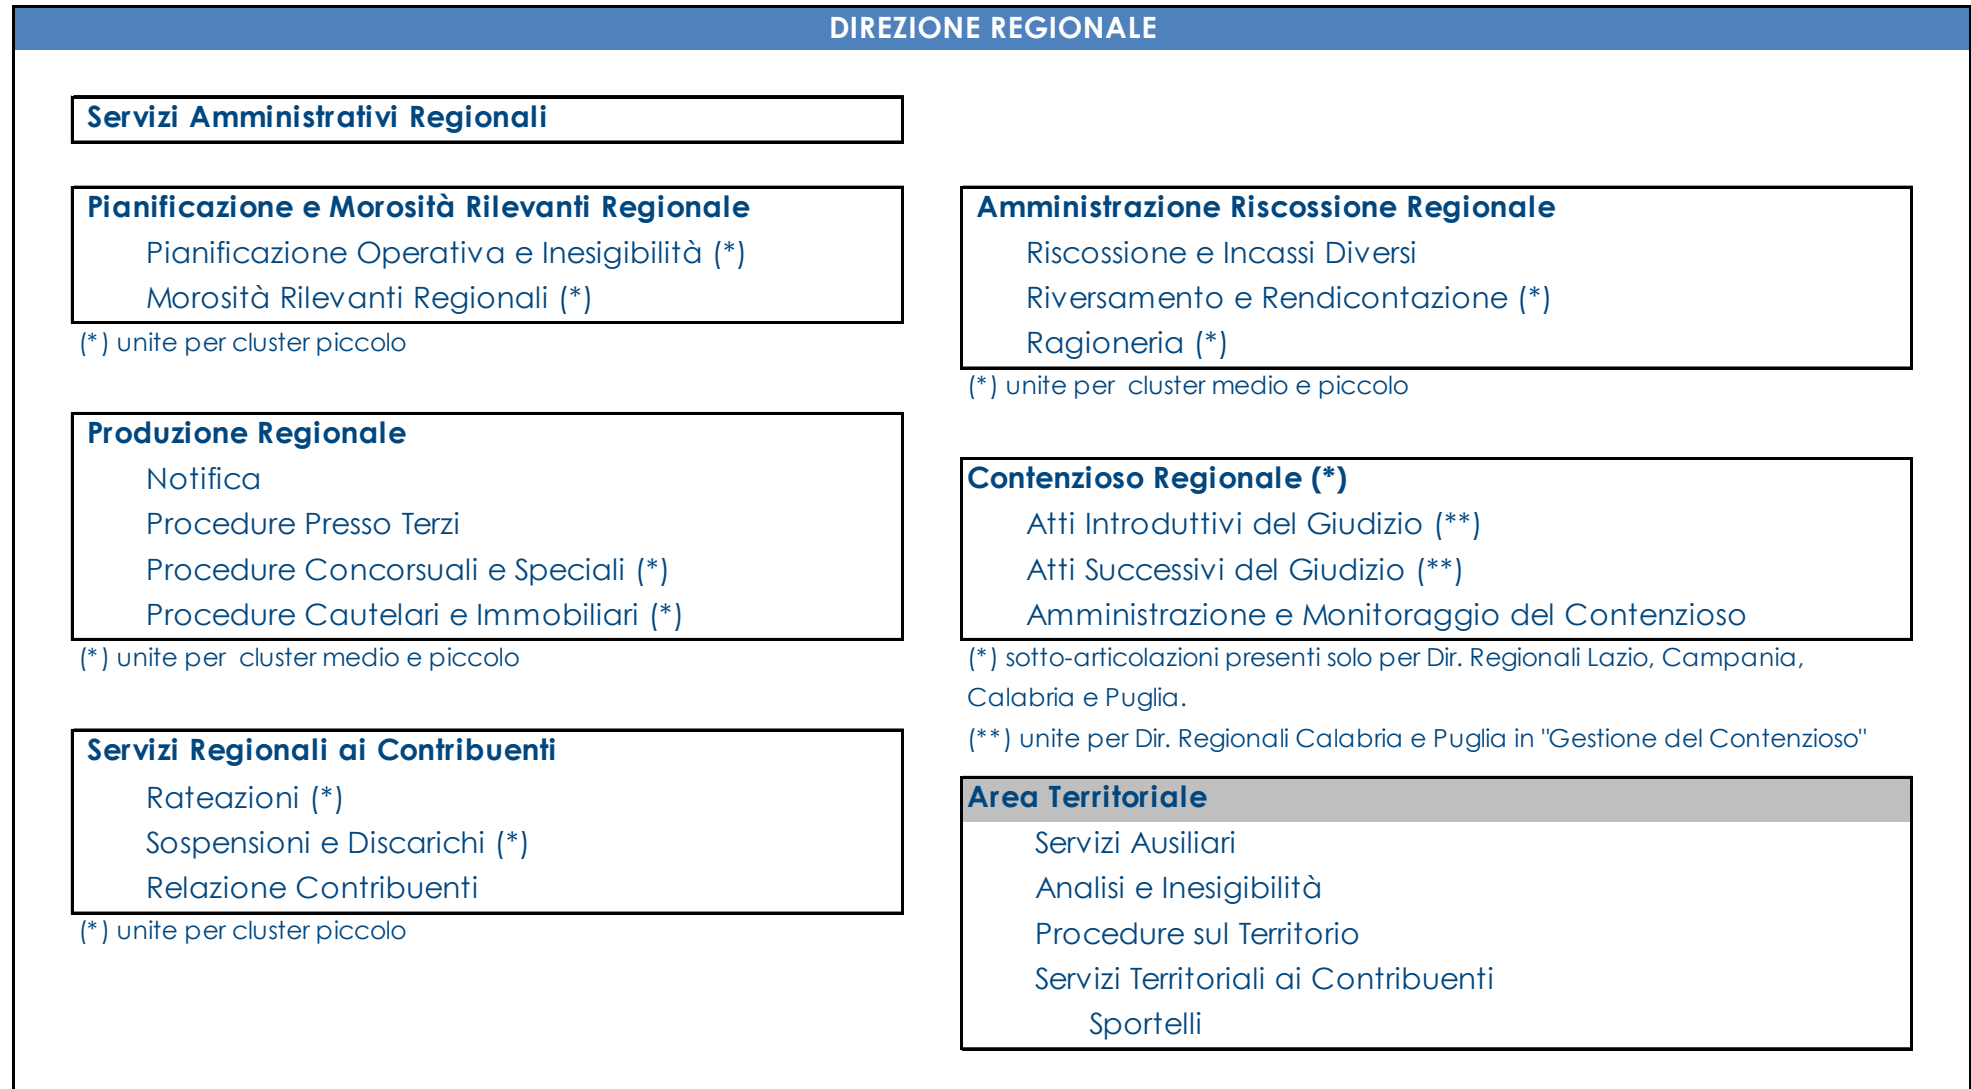 DIREZIONE REGIONALE
Servizi Amministrativi Regionali
Pianificazione e Morosità Rilevanti Regionale
Pianificazione Operativa e Inesigibilità (*)
Morosità Rilevanti Regionali (*)
(*) unite per cluster piccolo
Produzione Regionale
Notifica
Procedure Presso Terzi
Procedure Concorsuali e Speciali (*)
Procedure Cautelari e Immobiliari (*)
(*) unite per cluster medio e piccolo
Servizi Regionali ai Contribuenti
Rateazioni (*)
Sospensioni e Discarichi (*)
Relazione Contribuenti
(*) unite per cluster piccolo
Amministrazione Riscossione Regionale
Riscossione e Incassi Diversi
Riversamento e Rendicontazione (*)
Ragioneria (*)
(*) unite per cluster medio e piccolo
Contenzioso Regionale (*)
Atti Introduttivi del Giudizio (**)
Atti Successivi del Giudizio (**)
Amministrazione e Monitoraggio del Contenzioso
(*) sotto-articolazioni presenti solo per Dir. Regionali Lazio, Campania,
Calabria e Puglia.
(**) unite per Dir. Regionali Calabria e Puglia in "Gestione del Contenzioso"
Area Territoriale
Servizi Ausiliari
Analisi e Inesigibilità
Procedure sul Territorio
Servizi Territoriali ai Contribuenti
Sportelli